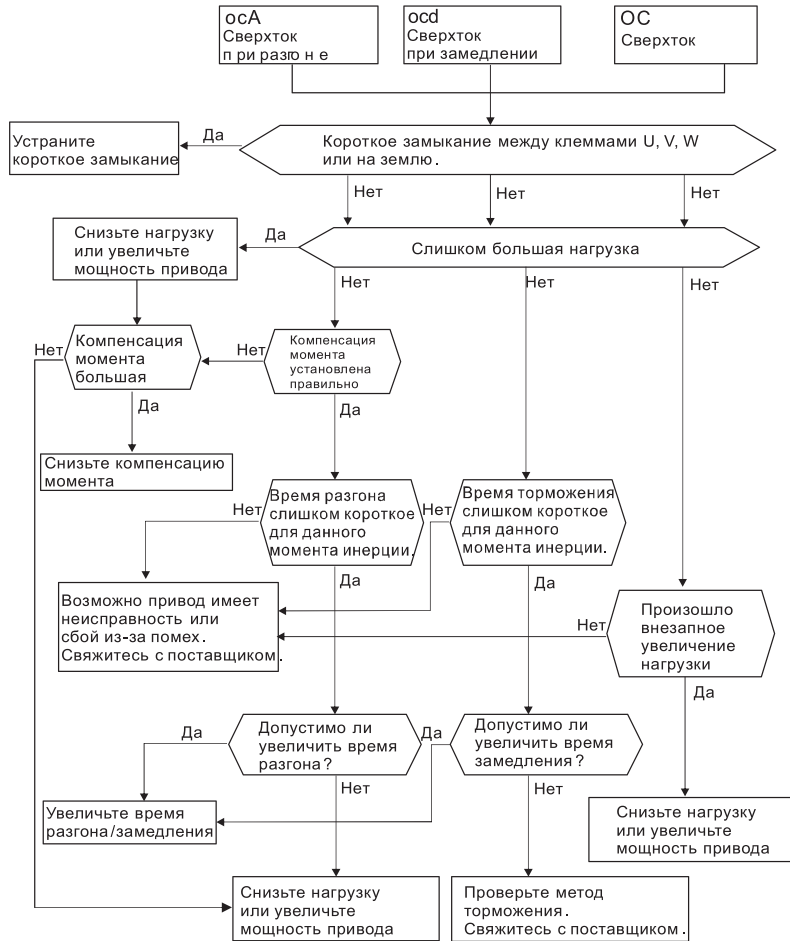 ocA
Сверхток
при разгоне
ocd
Сверхток
при замедлении
OC
Сверхток
Устраните
короткое замыкание
Да
Короткое замыкание между клеммами U, V, W
или на землю.
Нет
Нет
Нет
Снизьте нагрузку
или увеличьте
мощность привода
Да
Слишком большая нагрузка
Нет
Нет
Нет
Нет
Компенсация
момента
большая
Нет
Компенсация
момента
установлена
правильно
Да
Да
Снизьте компенсацию
момента
Нет
Время разгона
слишком короткое
для данного
момента инерции.
Нет
Время торможения
слишком короткое
для данного
момента инерции.
Да
Да
Возможно привод имеет
неисправность или
сбой из-за помех.
Свяжитесь с поставщиком.
Нет
Произошло
внезапное
увеличение
нагрузки
Да
Да
Допустимо ли
увеличить время
разгона?
Да
Допустимо ли
увеличить время
замедления?
Нет
Нет
Увеличьте время
разгона/замедления
Снизьте нагрузку
или увеличьте
мощность привода
Снизьте нагрузку
или увеличьте
мощность привода
Проверьте метод
торможения.
Свяжитесь с поставщиком.